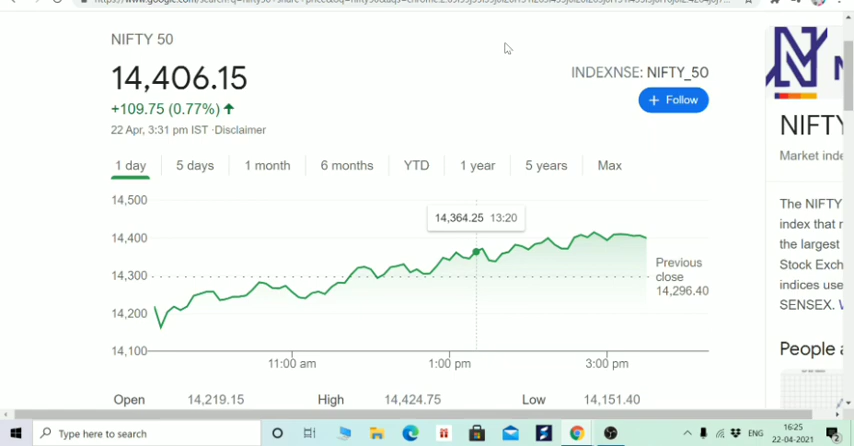 NIFTY 50
14,406.15
INDEXNSE: NIFTY_50
+109.75 (0.77%)
+ Follow
22 Apr, 3:31 pm IST ·Disclaimer
1 day 5 days 1 month 6 months YTD 1 year 5 years Max
14,500
14,364.25 13:20
14,400
14,300
Previous
close
14,296.40
14,200
14,100
11:00 am 1:00 pm 3:00 pm
Open 14,219.15 High 14,424.75 Low 14,151.40
NIFTY
Market inde
The NIFTY
index that r
the largest
Stock Exch
indices use
SENSEX.
People
Type here to search
ENG
16:25
22-04-2021
2